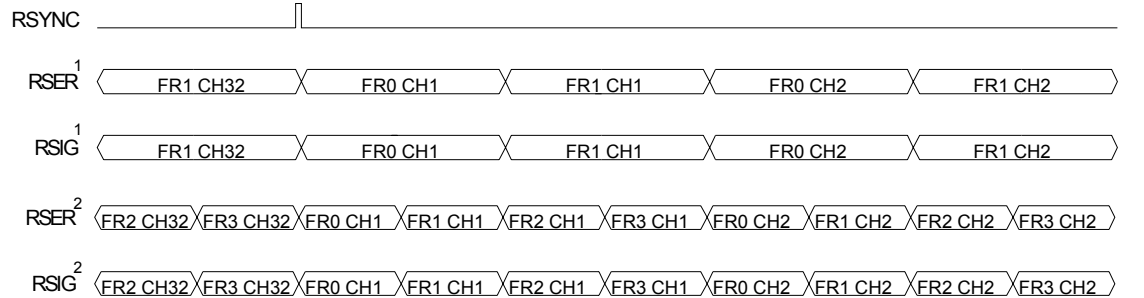 RSYNC
RSER¹ FR1 CH32 FR0 CH1 FR1 CH1 FR0 CH2 FR1 CH2
RSIG¹ FR1 CH32 FR0 CH1 FR1 CH1 FR0 CH2 FR1 CH2
RSER² FR2 CH32 FR3 CH32 FR0 CH1 FR1 CH1 FR2 CH1 FR3 CH1 FR0 CH2 FR1 CH2 FR2 CH2 FR3 CH2
RSIG² FR2 CH32 FR3 CH32 FR0 CH1 FR1 CH1 FR2 CH1 FR3 CH1 FR0 CH2 FR1 CH2 FR2 CH2 FR3 CH2